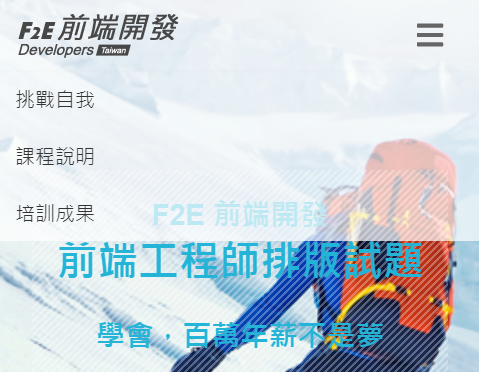 F2E 前端開發
Developers Taiwan
挑戰自我
課程說明
培訓成果
F2E 前端開發
前端工程師排版試題
學會，百萬年薪不是夢